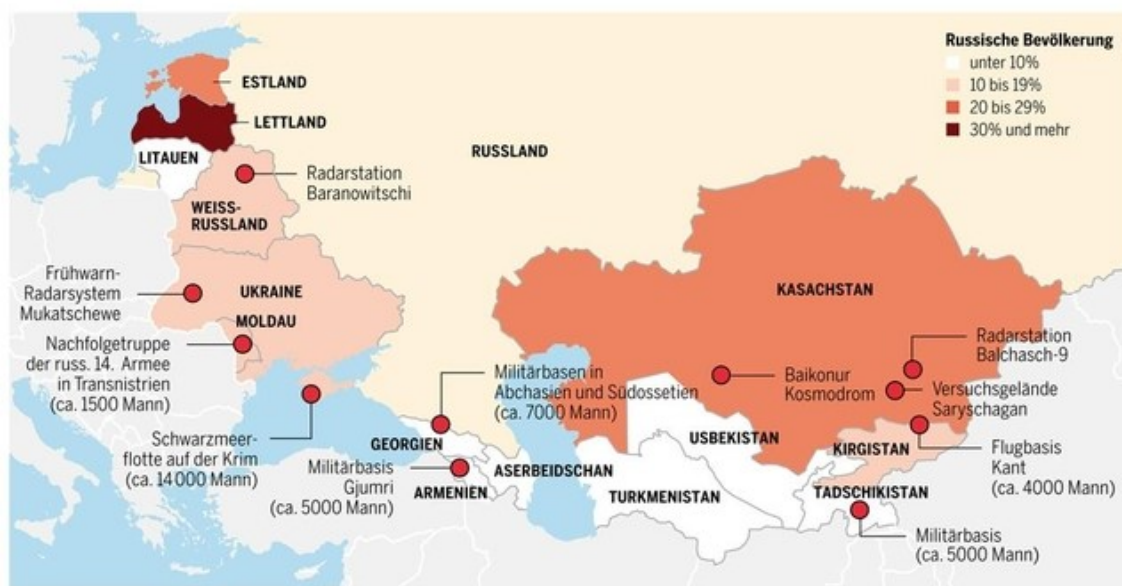 Russische Bevölkerung
unter 10%
10 bis 19%
20 bis 29%
30% und mehr
ESTLAND
LETTLAND
LITAUEN
RUSSLAND
Radarstation
Baranowitschi
WEISS-
RUSSLAND
Frühwarn-
Radarsystem
Mukatschewe
UKRAINE
MOLDAU
KASACHSTAN
Nachfolgetruppe
der russ. 14. Armee
in Transnistrien
(ca. 1500 Mann)
Militärbasen in
Abchasien und Südossetien
(ca. 7000 Mann)
Baikonur
Kosmodrom
Radarstation
Balchasch-9
Versuchsgelände
Saryschagan
Schwarzmeer-
flotte auf der Krim
(ca. 14 000 Mann)
GEORGIEN
Militärbasis
Gjumri
(ca. 5000 Mann)
ARMENIEN
ASERBEIDSCHAN
USBEKISTAN
TURKMENISTAN
KIRGISTAN
TADSCHIKISTAN
Flugbasis
Kant
(ca. 4000 Mann)
Militärbasis
(ca. 5000 Mann)